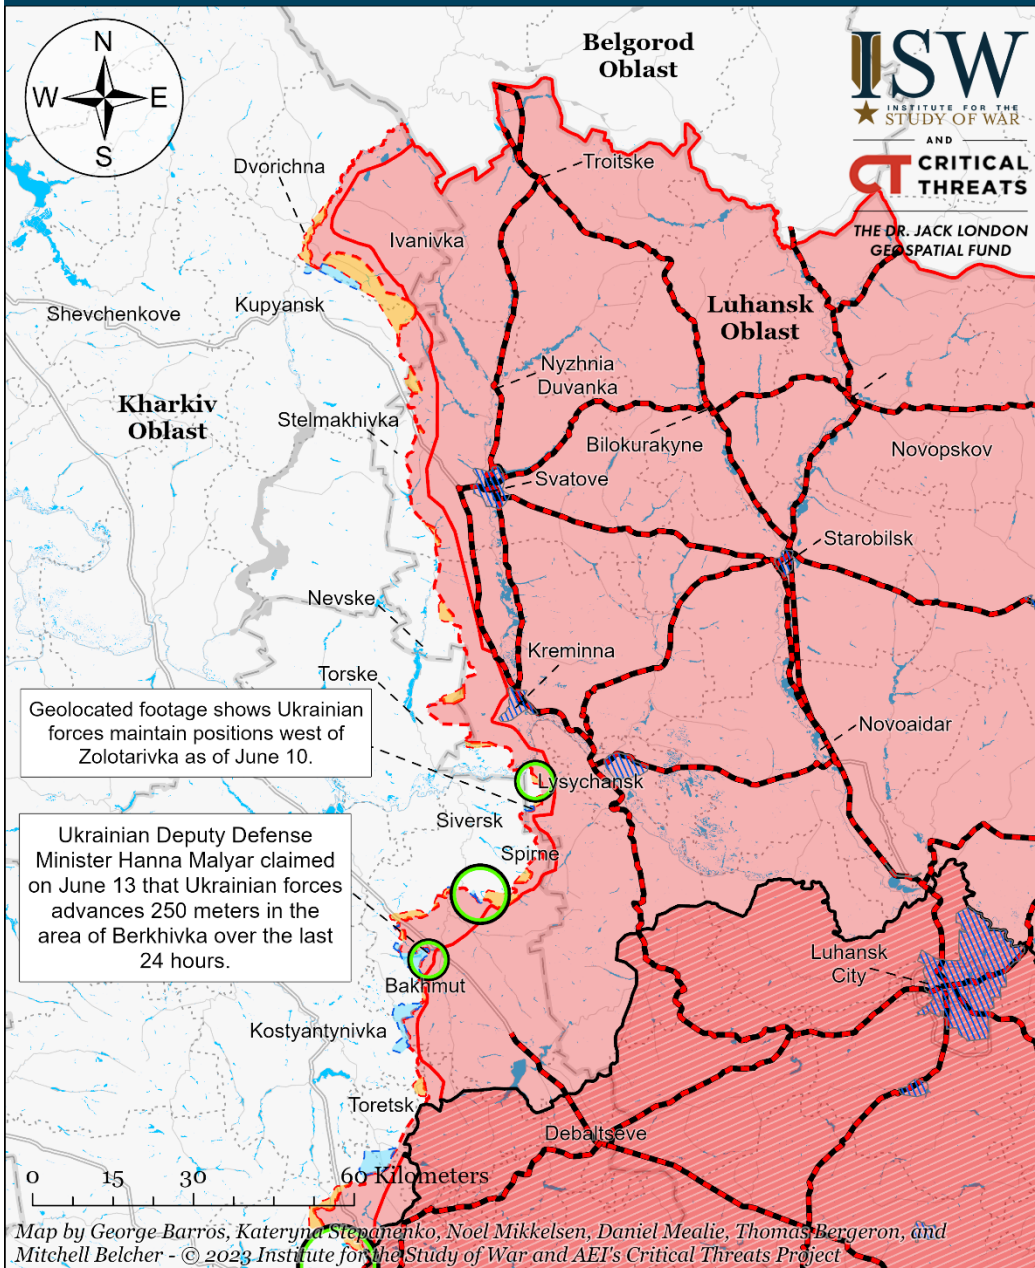 N
W
E
S
Belgorod
Oblast
ISW
INSTITUTE FOR THE
STUDY OF WAR
AND
CT CRITICAL
THREATS
THE DR. JACK LONDON
GEOSPATIAL FUND
Dvorichna
Troitske
Ivanivka
Kupyansk
Shevchenkove
Luhansk
Oblast
Nyzhnia
Duvanka
Kharkiv
Oblast
Stelmakhivka
Bilokurakyne
Novopskov
Svatove
Starobilsk
Nevske
Kreminna
Torske
Geolocated footage shows Ukrainian
forces maintain positions west of
Zolotarivka as of June 10.
Novoaidar
Lysychansk
Siversk
Spirne
Ukrainian Deputy Defense
Minister Hanna Malyar claimed
on June 13 that Ukrainian forces
advances 250 meters in the
area of Berkhivka over the last
24 hours.
Luhansk
City
Bakhmut
Kostyantynivka
Toretsk
Debaltseve
0 15 30 60 Kilometers
Map by George Barros, Kateryna Stepanenko, Noel Mikkelsen, Daniel Mealie, Thomas Bergeron, and
Mitchell Belcher - © 2023 Institute for the Study of War and AEI's Critical Threats Project